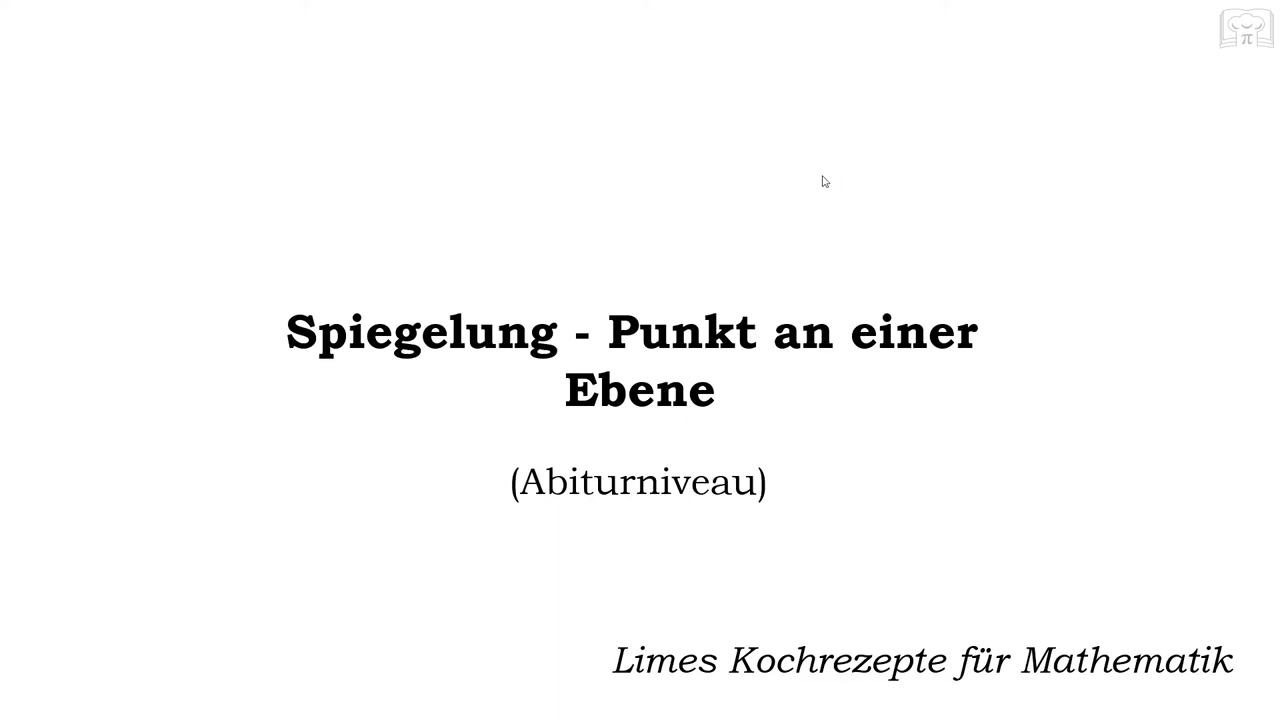 π
Spiegelung - Punkt an einer
Ebene
(Abiturniveau)
Limes Kochrezepte für Mathematik